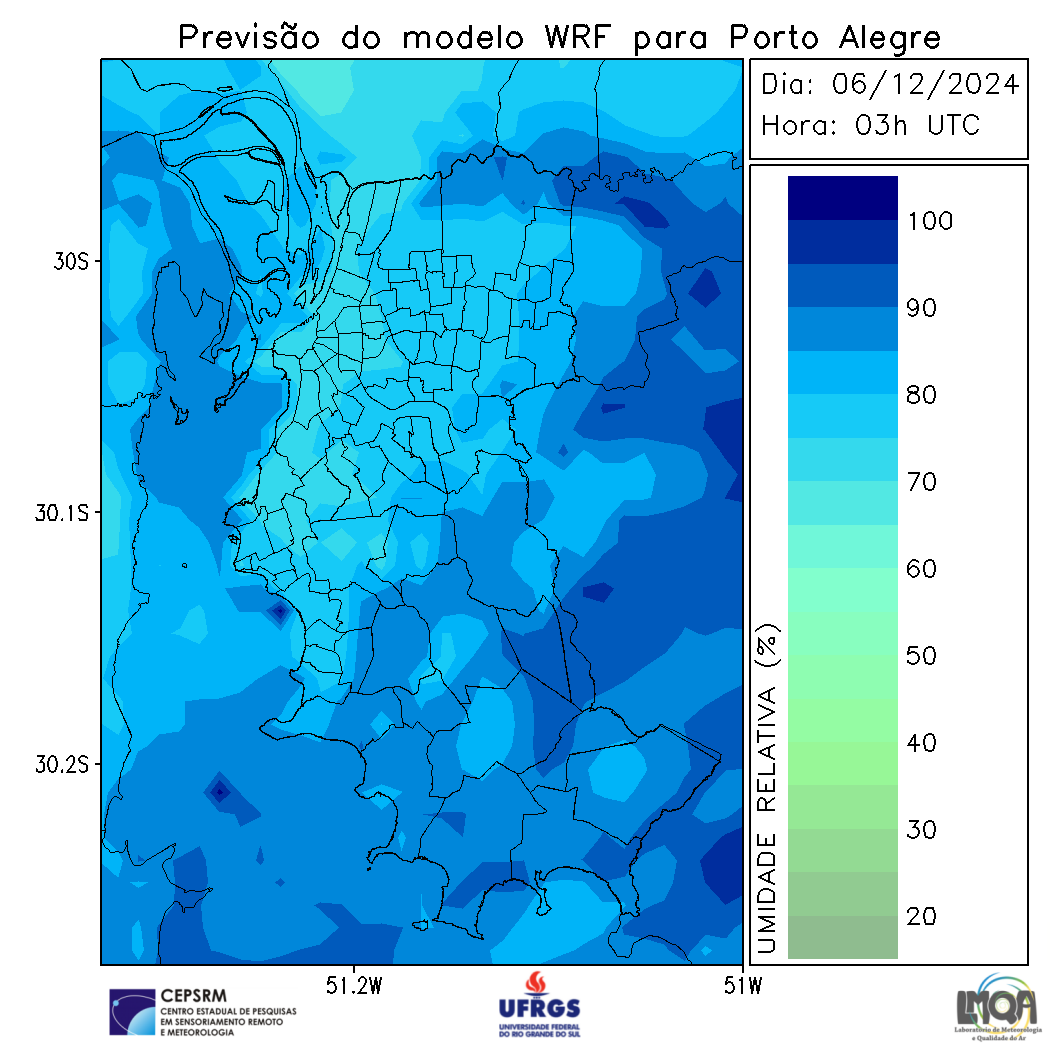 Previsão do modelo WRF para Porto Alegre
Dia: 06/12/2024
Hora: 03h UTC
30S
30.1S
30.2S
51.2W
51W
UMIDADE RELATIVA (%)
100
90
80
70
60
50
40
30
20
CEPSRM
CENTRO ESTADUAL DE PESQUISAS
EM SENSORIAMENTO REMOTO
E METEOROLOGIA
UFRGS
UNIVERSIDADE FEDERAL
DO RIO GRANDE DO SUL
LMQA
Laboratório de Meteorologia
e Qualidade do Ar